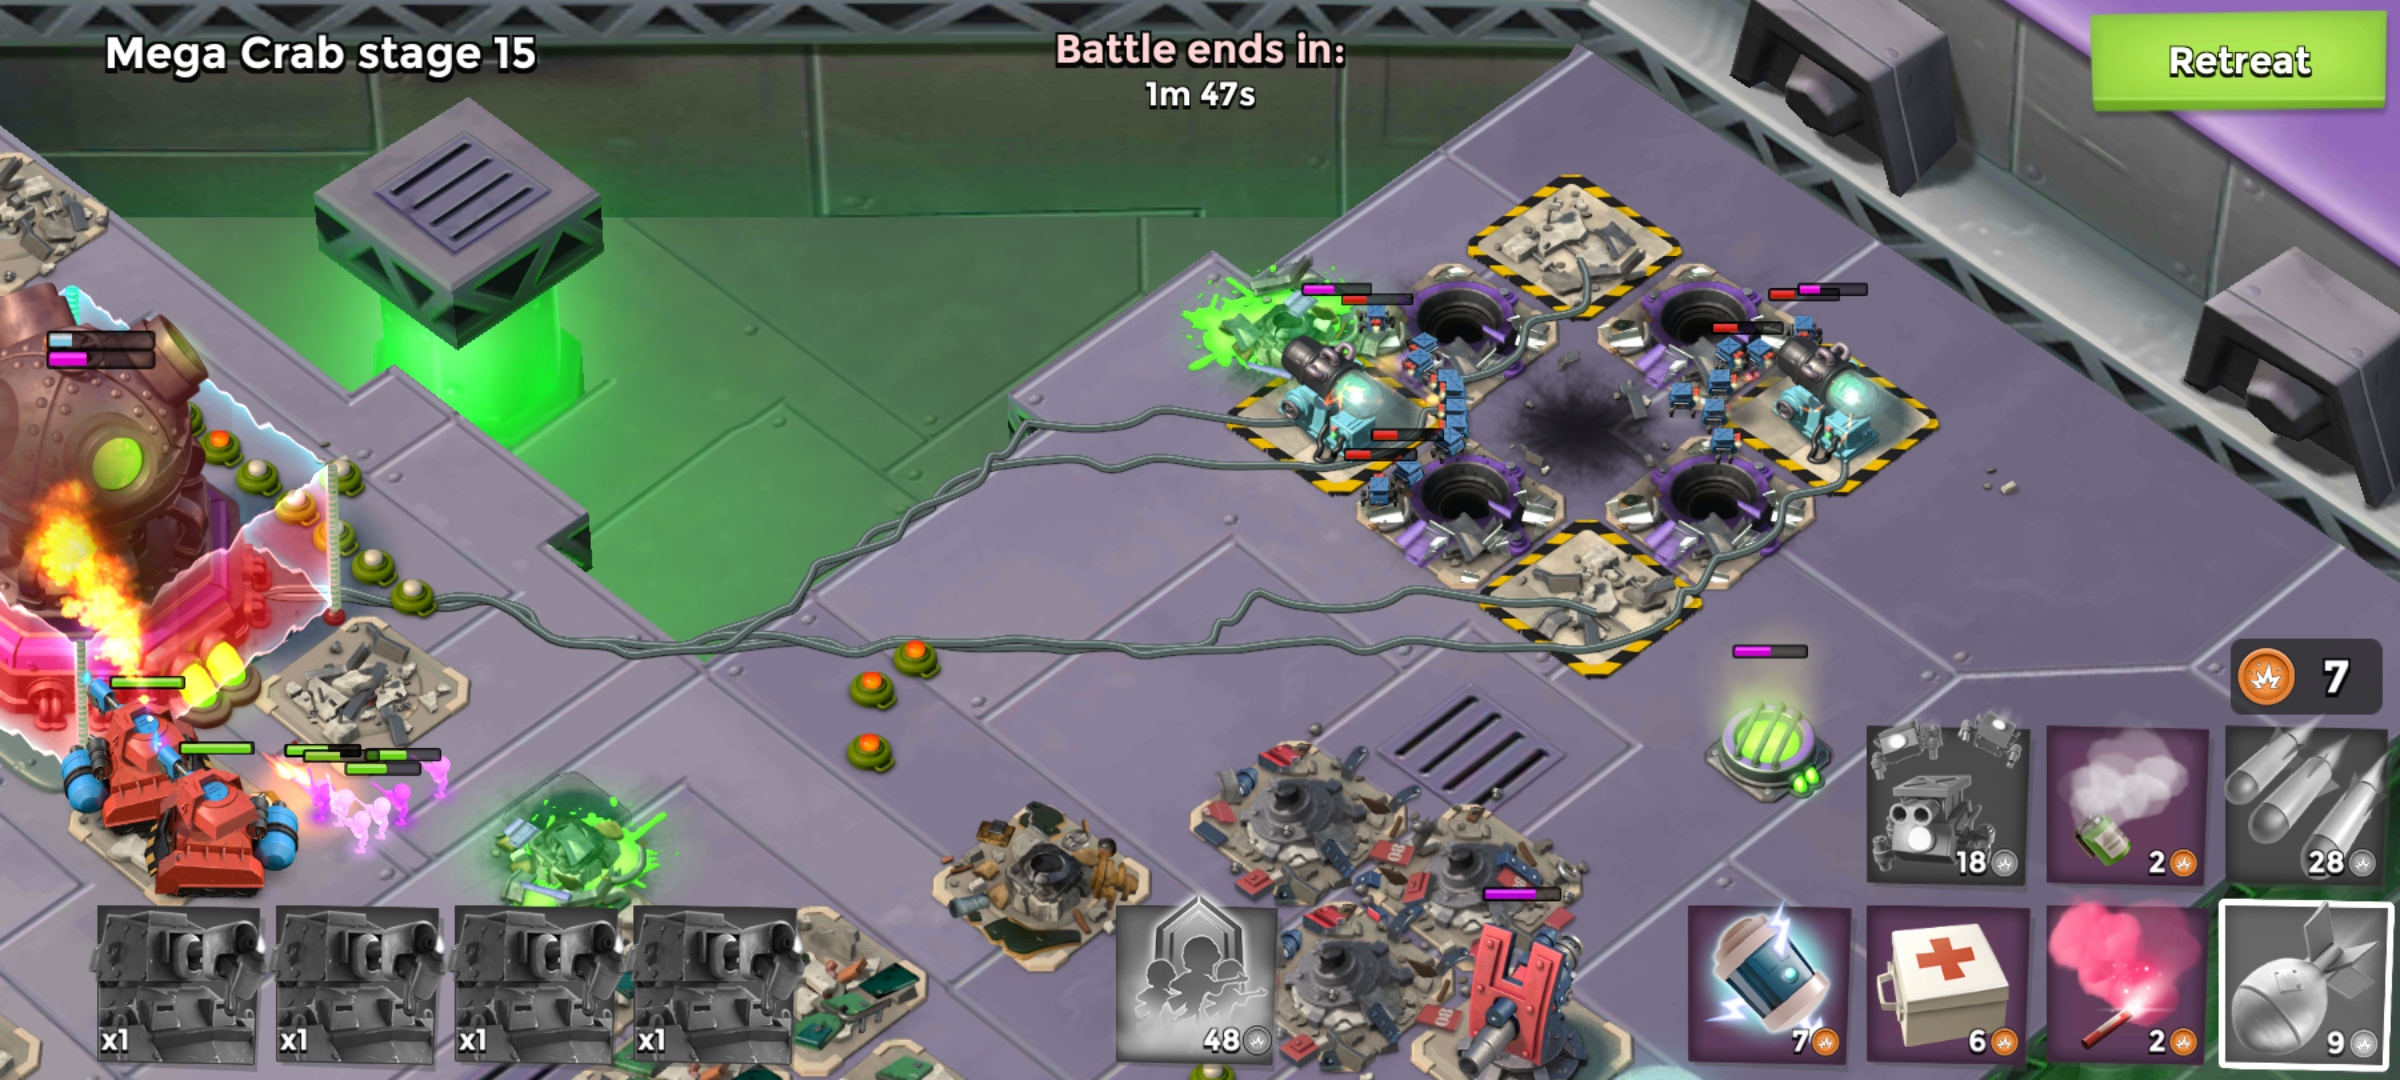 Mega Crab stage 15
Battle ends in:
1m 47s
Retreat
7
18
2
28
x1
x1
x1
x1
48
7
6
2
9